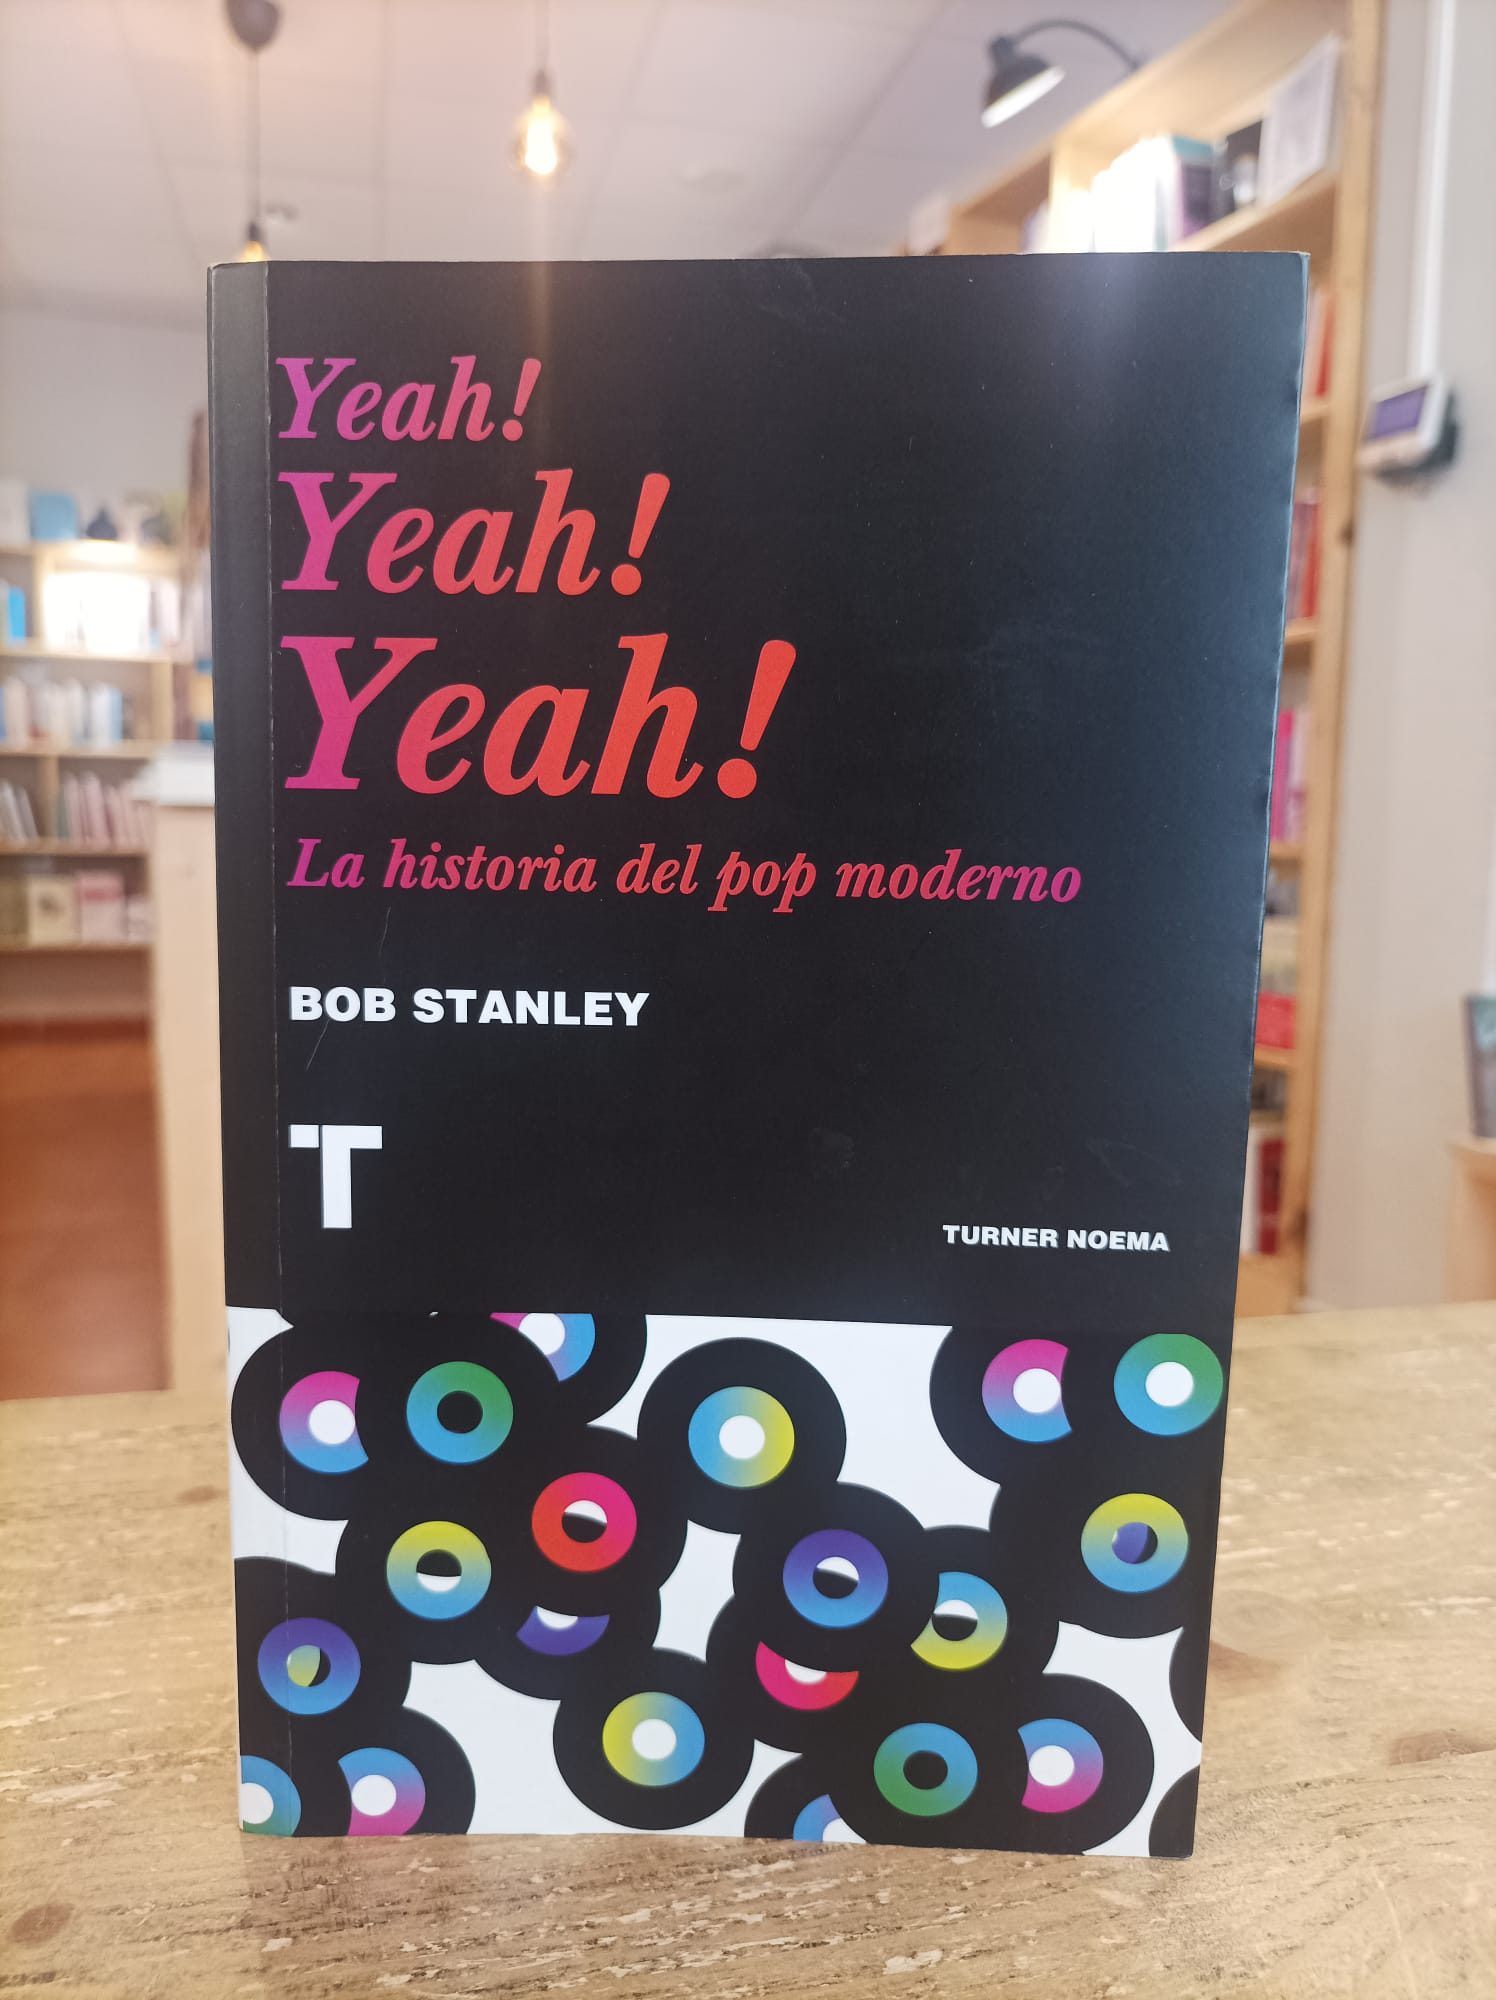 Yeah!
Yeah!
Yeah!
La historia del pop moderno
BOB STANLEY
T
TURNER NOEMA